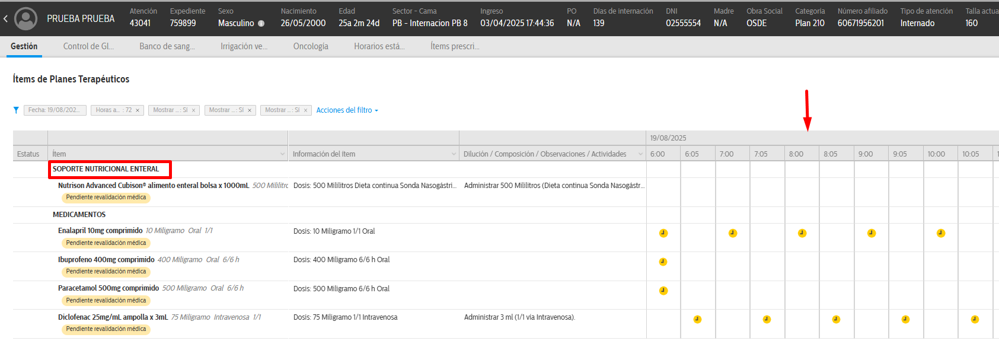 PRUEBA PRUEBA
Atención Expediente Sexo Nacimiento Edad Sector - Cama Ingreso PO Días de internación DNI Madre Obra Social Categoría Número afiliado Tipo de atención Talla actua
43041 759899 Masculino 26/05/2000 25a 2m 24d PB - Internacion PB 8 03/04/2025 17:44:36 N/A 139 02555554 N/A OSDE Plan 210 60671956201 Internado 160
Gestión Control de Gl... Banco de sang... Irrigación ve... Oncología Horarios está... Ítems prescri...
Ítems de Planes Terapéuticos
Fecha: 19/08/202... Horas a... : 72 × Mostrar ... : SI × Mostrar ... : SI × Mostrar ... : SI × Acciones del filtro
19/08/2025
Estatus Ítem Información del ítem Dilución / Composición / Observaciones / Actividades 6:00 6:05 7:00 7:05 8:00 8:05 9:00 9:05 10:00 10:05 1
SOPORTE NUTRICIONAL ENTERAL
Nutrison Advanced Cubison® alimento enteral bolsa x 1000mL 500 Mililitrc Dosis: 500 Mililitros Dieta continua Sonda Nasogástri... Administrar 500 Mililitros (Dieta continua Sonda Nasogástr...
Pendiente revalidación médica
MEDICAMENTOS
Enalapril 10mg comprimido 10 Miligramo Oral 1/1 Dosis: 10 Miligramo 1/1 Oral
Pendiente revalidación médica
Ibuprofeno 400mg comprimido 400 Miligramo Oral 6/6 h Dosis: 400 Miligramo 6/6 h Oral
Pendiente revalidación médica
Paracetamol 500mg comprimido 500 Miligramo Oral 6/6 h Dosis: 500 Miligramo 6/6 h Oral
Pendiente revalidación médica
Diclofenac 25mg/mL ampolla x 3mL 75 Miligramo Intravenosa 1/1 Dosis: 75 Miligramo 1/1 Intravenosa Administrar 3 ml (1/1 vía Intravenosa).
Pendiente revalidación médica